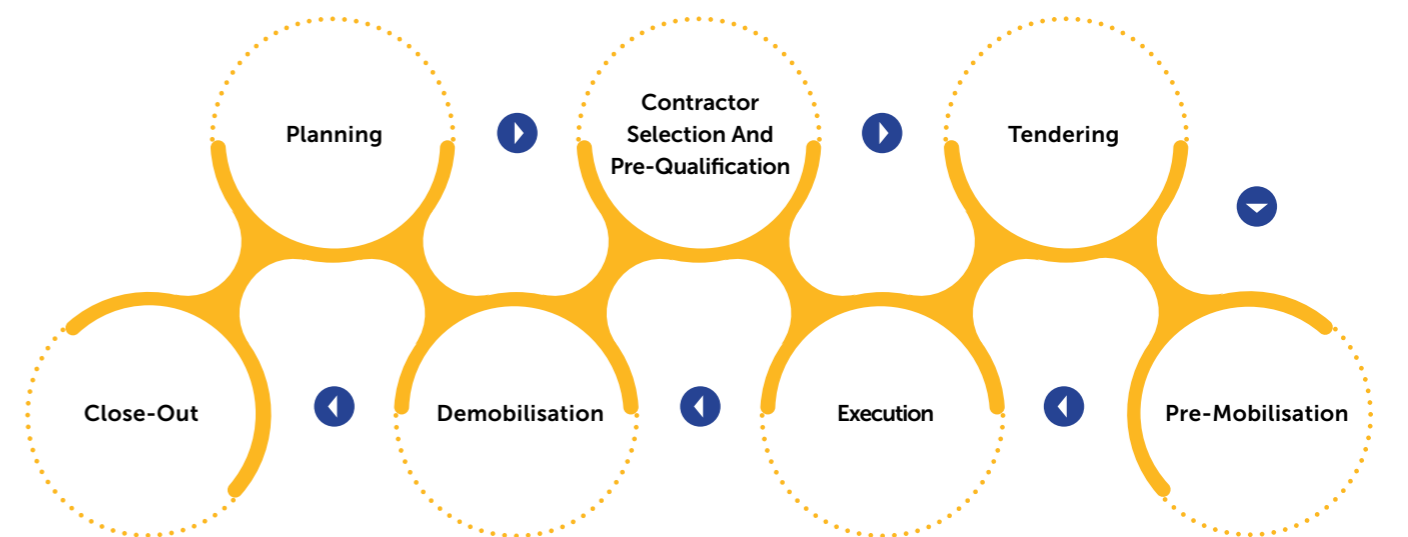 Planning
Contractor
Selection And
Pre-Qualification
Tendering
Close-Out
Demobilisation
Execution
Pre-Mobilisation